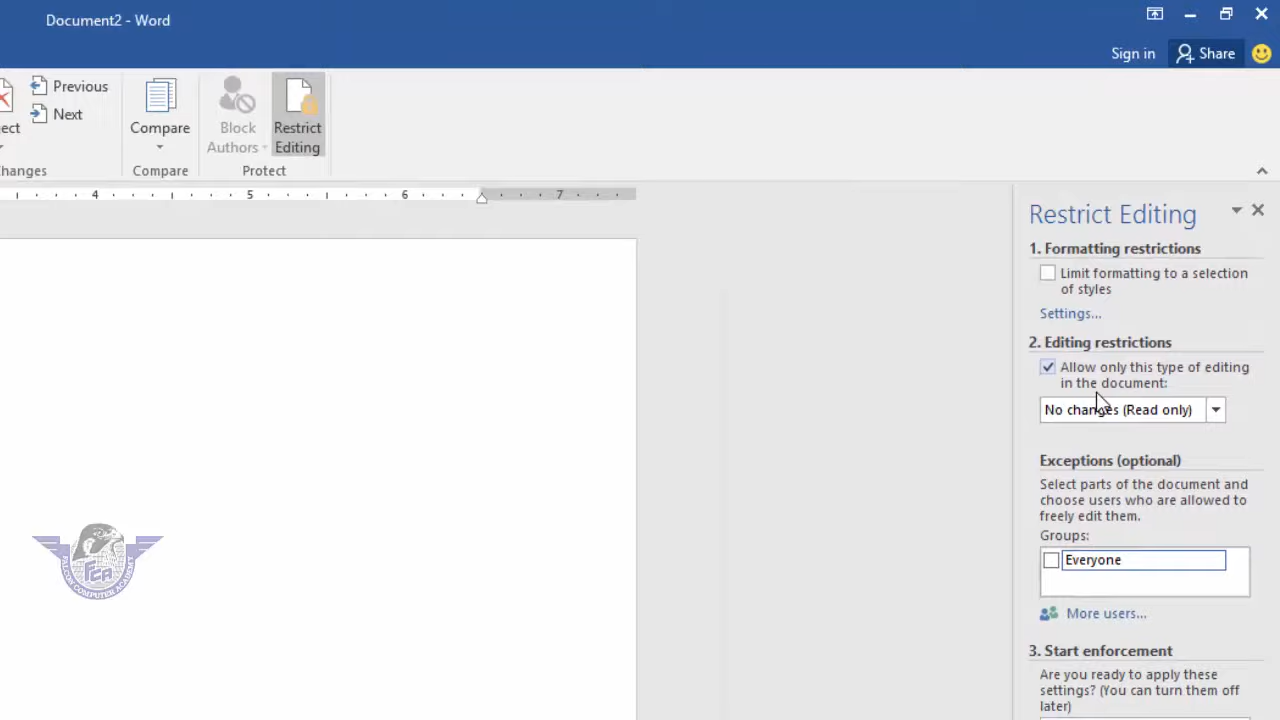 Document2 - Word
Sign in
Share
Previous
Next
ect
Compare
Block
Authors
Restrict
Editing
hanges
Compare
Protect
4 5 6 7
Restrict Editing
1. Formatting restrictions
Limit formatting to a selection
of styles
Settings...
2. Editing restrictions
Allow only this type of editing
in the document:
No changes (Read only)
Exceptions (optional)
Select parts of the document and
choose users who are allowed to
freely edit them.
Groups:
Everyone
More users...
3. Start enforcement
Are you ready to apply these
settings? (You can turn them off
later)
FCA
FALCON COMPUTER ACADEMY